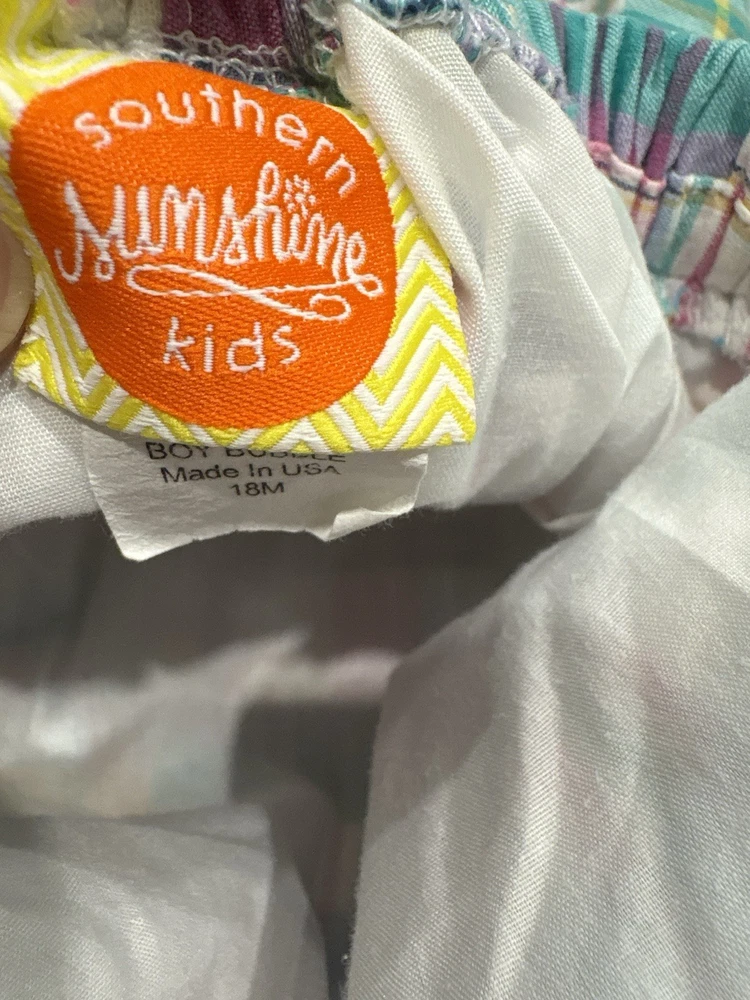 southern
sunshine
kids
BOY BUBBLE
Made In USA
18M